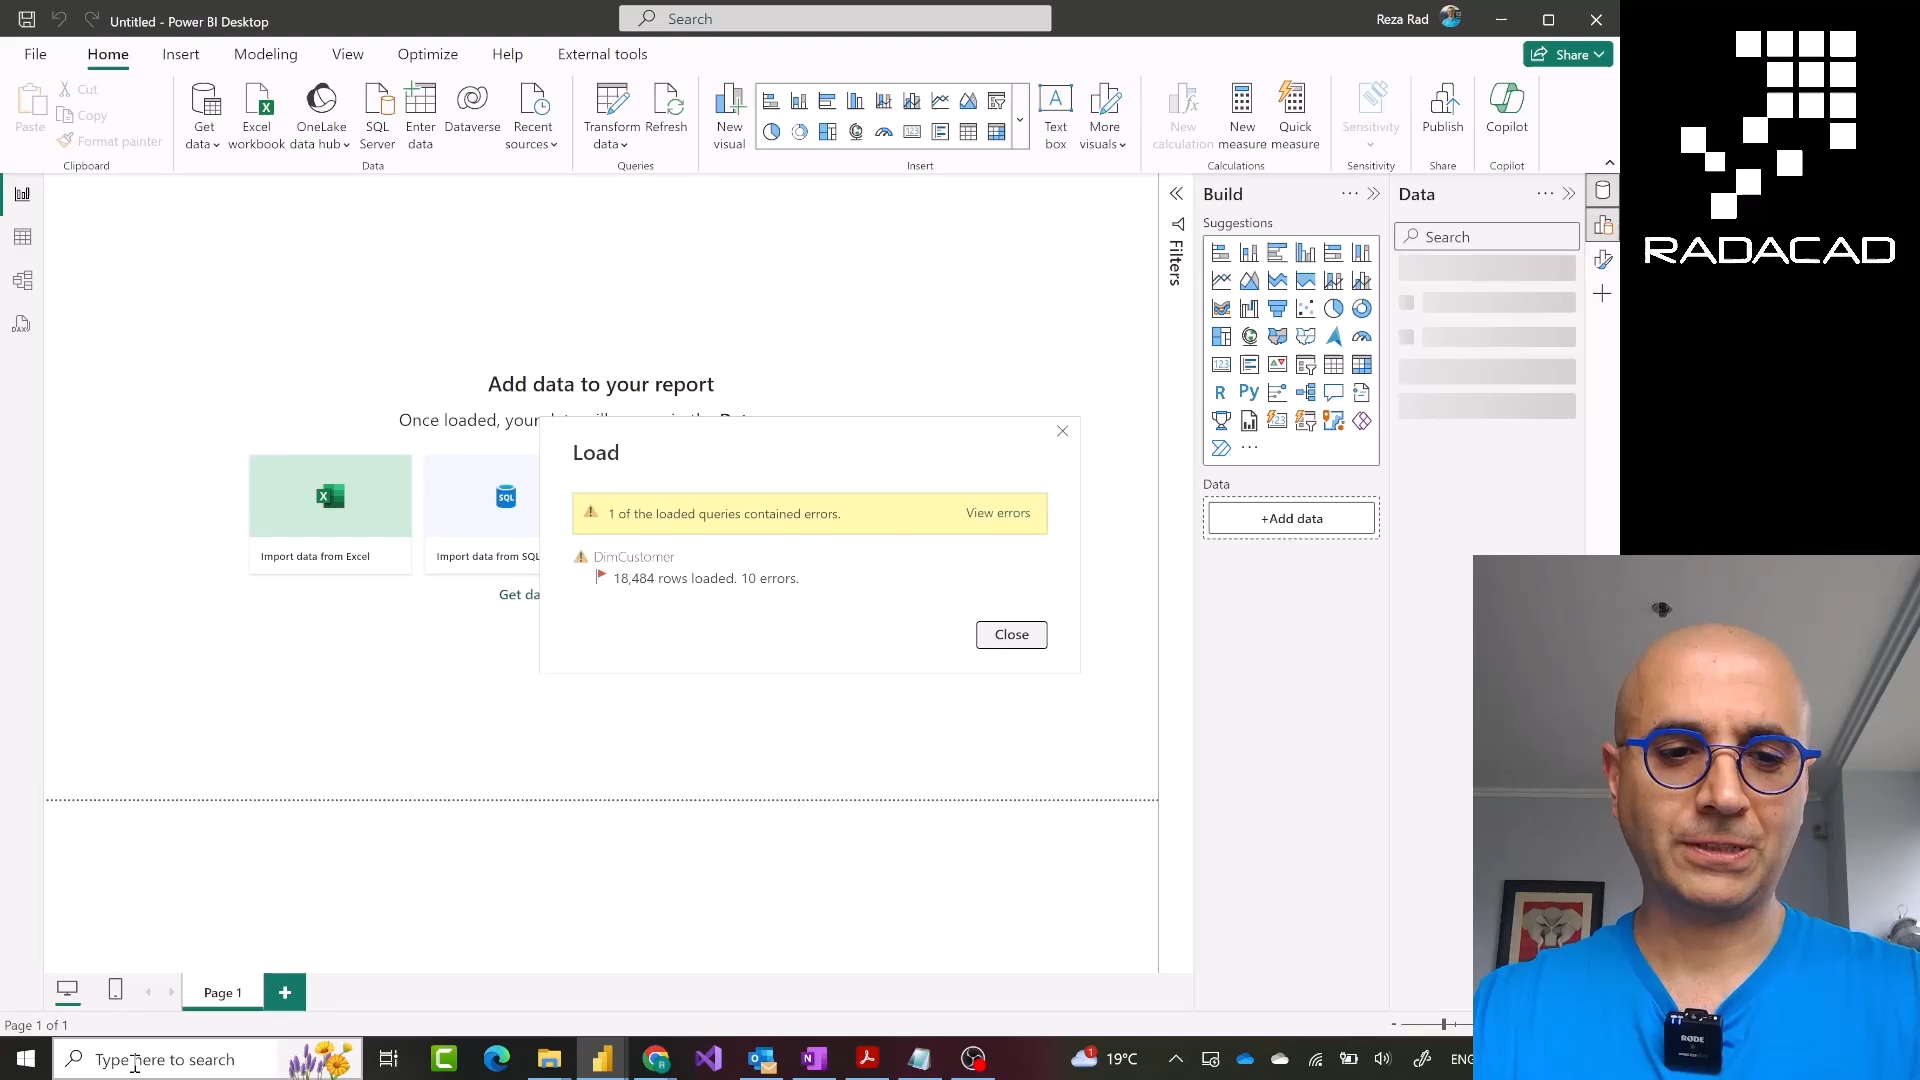 Untitled - Power BI Desktop
Search
Reza Rad
File
Home
Insert
Modeling
View
Optimize
Help
External tools
Share
Paste
Cut
Copy
Format painter
Clipboard
Get data
Excel workbook
OneLake data hub
SQL Server
Enter data
Dataverse
Recent sources
Data
Transform data
Refresh
Queries
New visual
Text box
More visuals
Insert
New calculation
New measure
Quick measure
Calculations
Sensitivity
Sensitivity
Publish
Share
Copilot
Copilot
RADACAD
Filters
Build
Suggestions
R
Py
Data
+Add data
Data
Search
Add data to your report
Once loaded, your
Import data from Excel
SQL
Import data from SQL
Get da
Load
1 of the loaded queries contained errors.
View errors
DimCustomer
18,484 rows loaded. 10 errors.
Close
Page 1
Page 1 of 1
Type here to search
19°C
ENG
RØDE